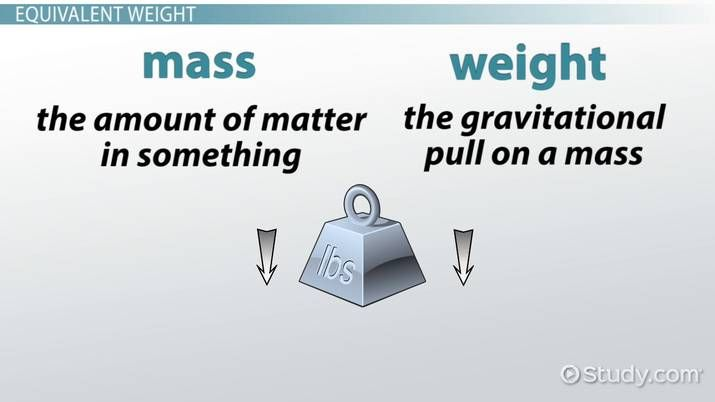 EQUIVALENT WEIGHT
mass
the amount of matter
in something
weight
the gravitational
pull on a mass
lbs
Study.com